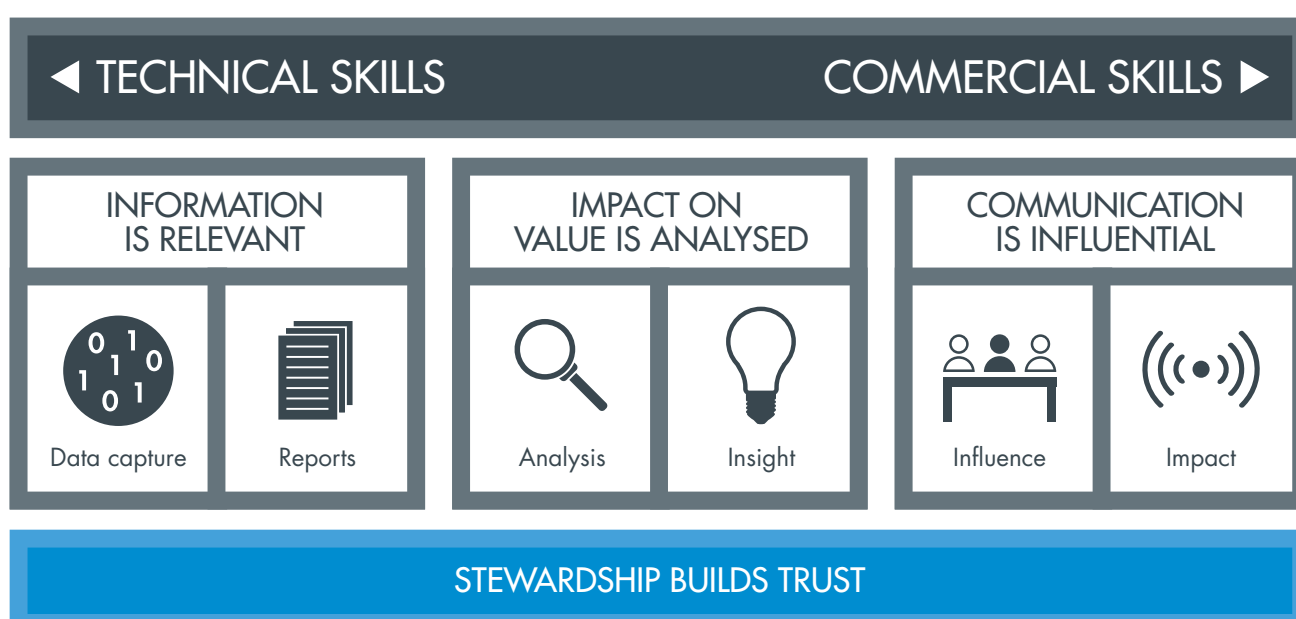 TECHNICAL SKILLS
COMMERCIAL SKILLS
INFORMATION
IS RELEVANT
IMPACT ON
VALUE IS ANALYSED
COMMUNICATION
IS INFLUENTIAL
0 1
1 0
1
0 1
Data capture
Reports
Analysis
Insight
Influence
Impact
STEWARDSHIP BUILDS TRUST